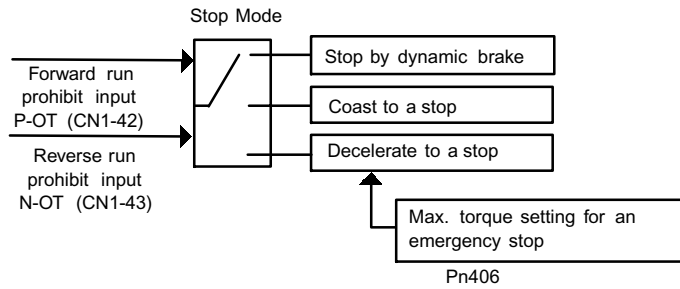 Stop Mode
Stop by dynamic brake
Forward run
prohibit input
P-OT (CN1-42)
Coast to a stop
Reverse run
prohibit input
N-OT (CN1-43)
Decelerate to a stop
Max. torque setting for an
emergency stop
Pn406